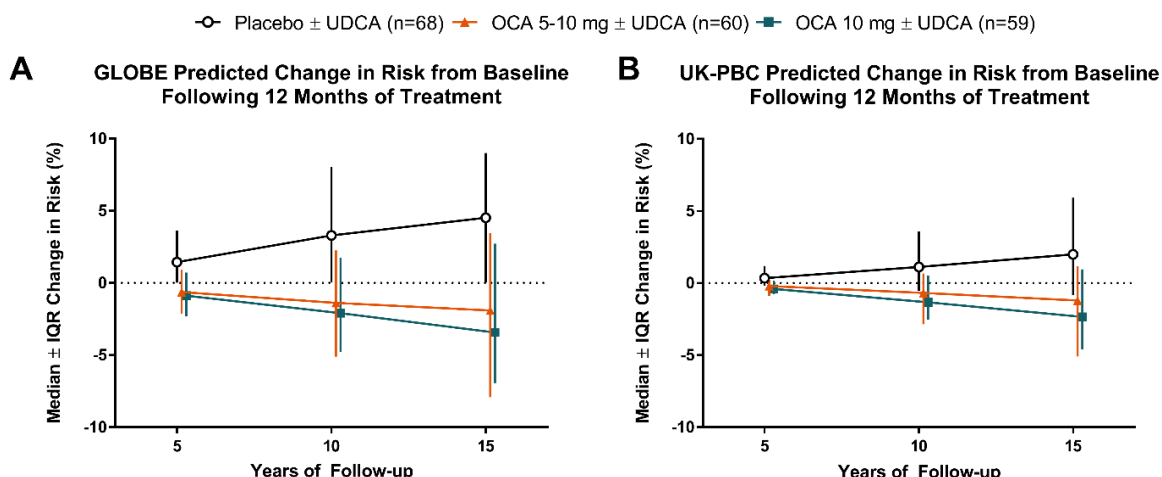 Placebo ± UDCA (n=68) OCA 5-10 mg ± UDCA (n=60) OCA 10 mg ± UDCA (n=59)
A
GLOBE Predicted Change in Risk from Baseline
Following 12 Months of Treatment
Median ± IQR Change in Risk (%)
10
5
0
-5
-10
5 10 15
Years of Follow-up
B
UK-PBC Predicted Change in Risk from Baseline
Following 12 Months of Treatment
Median ± IQR Change in Risk (%)
10
5
0
-5
-10
5 10 15
Years of Follow-up